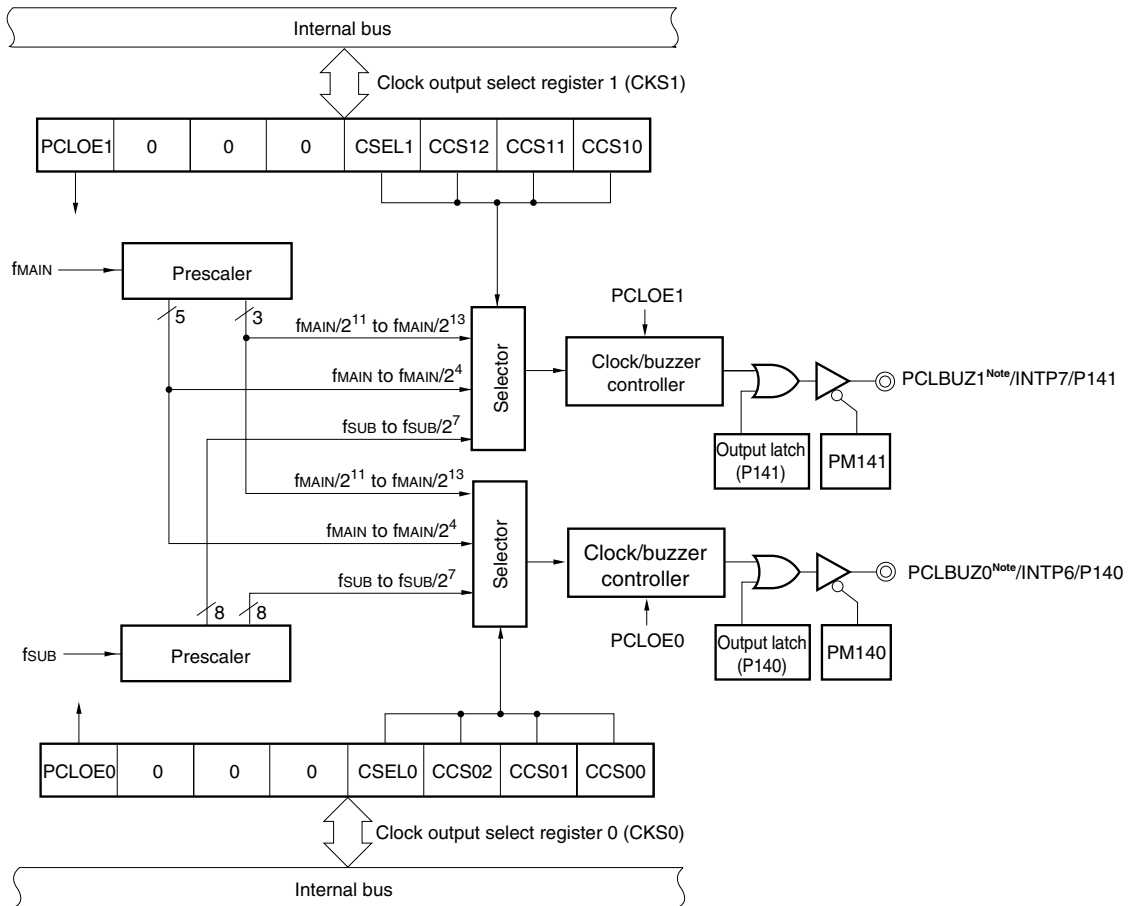 Internal bus
Clock output select register 1 (CKS1)
PCLOE1 0 0 0 CSEL1 CCS12 CCS11 CCS10
fMAIN
Prescaler
5 3
PCLOE1
fMAIN/2^11 to fMAIN/2^13
fMAIN to fMAIN/2^4
fSUB to fSUB/2^7
Selector
Clock/buzzer
controller
PCLBUZ1^Note/INTP7/P141
Output latch
(P141)
PM141
fMAIN/2^11 to fMAIN/2^13
fMAIN to fMAIN/2^4
fSUB to fSUB/2^7
Selector
Clock/buzzer
controller
PCLBUZ0^Note/INTP6/P140
8 8
PCLOE0
Output latch
(P140)
PM140
fSUB
Prescaler
PCLOE0 0 0 0 CSEL0 CCS02 CCS01 CCS00
Clock output select register 0 (CKS0)
Internal bus